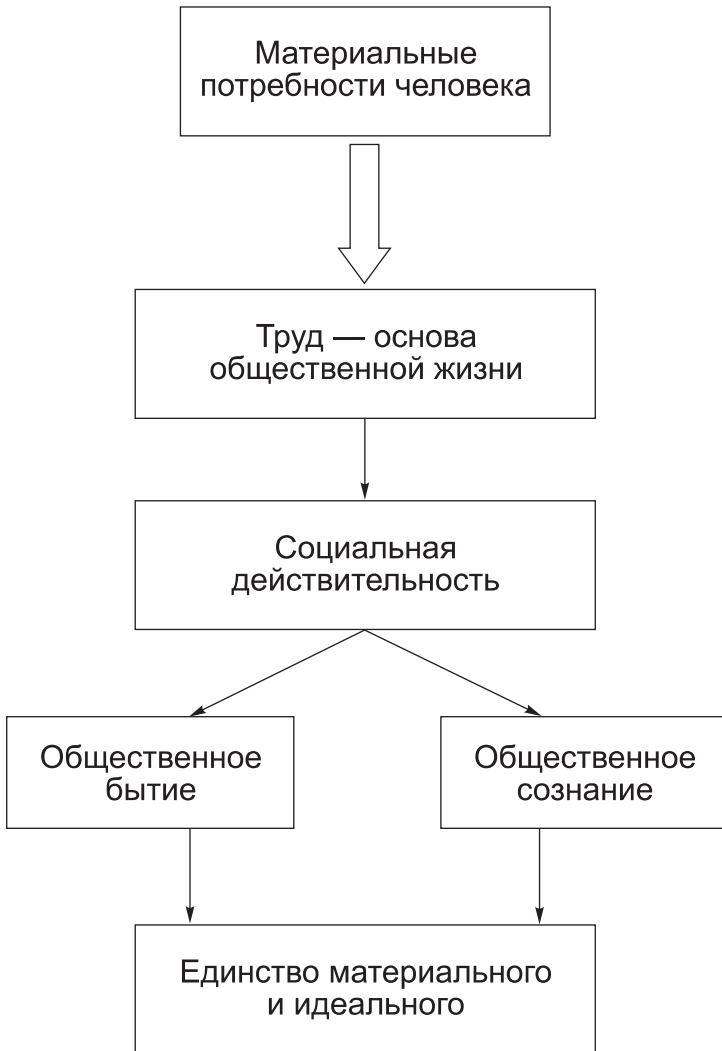 Материальные
потребности человека
Труд — основа
общественной жизни
Социальная
действительность
Общественное
бытие
Общественное
сознание
Единство материального
и идеального